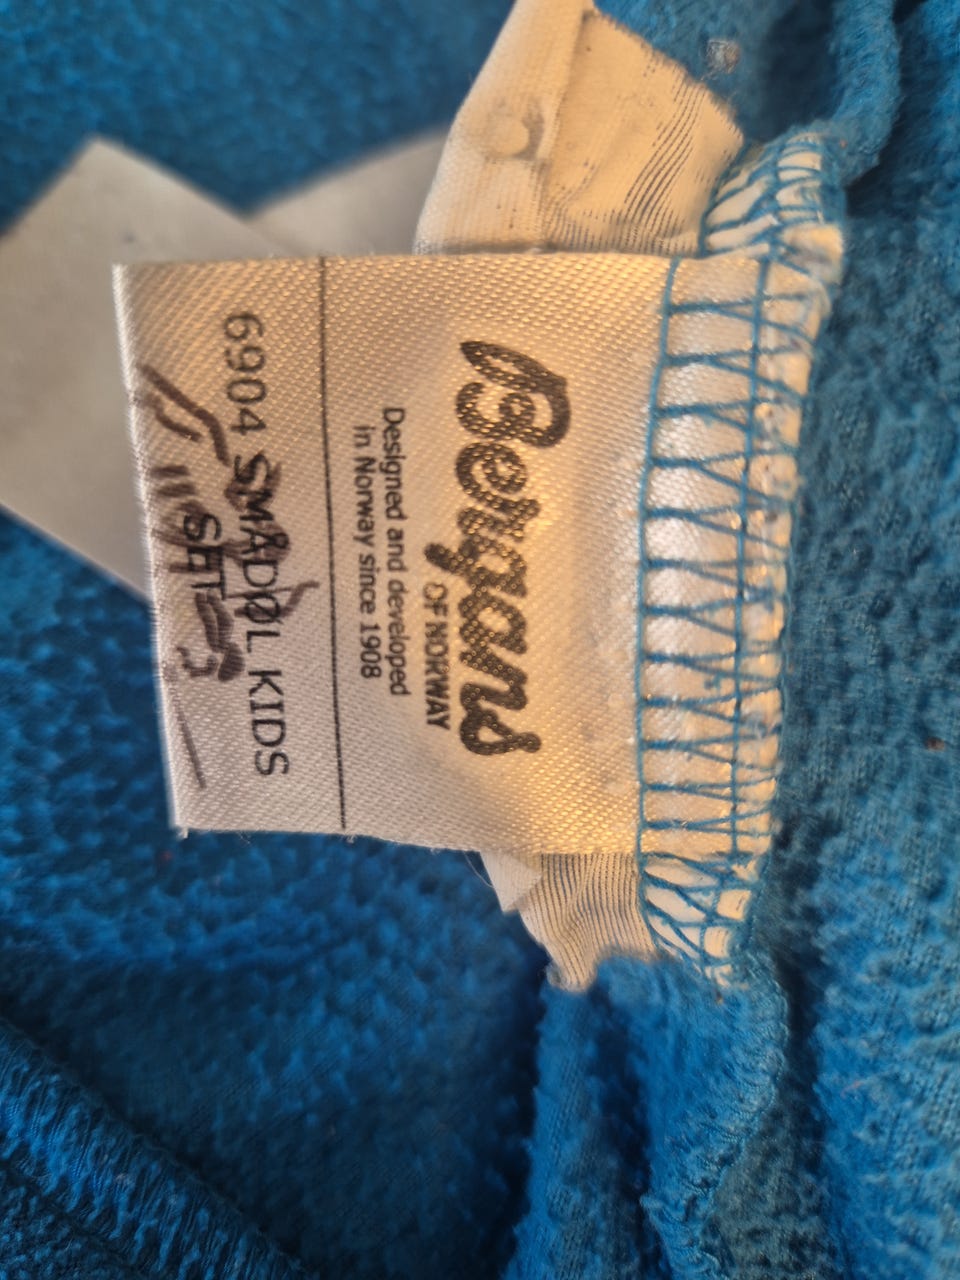 Bergans
OF NORWAY
Designed and developed
in Norway since 1908
6904 SMÅDØL KIDS
SET